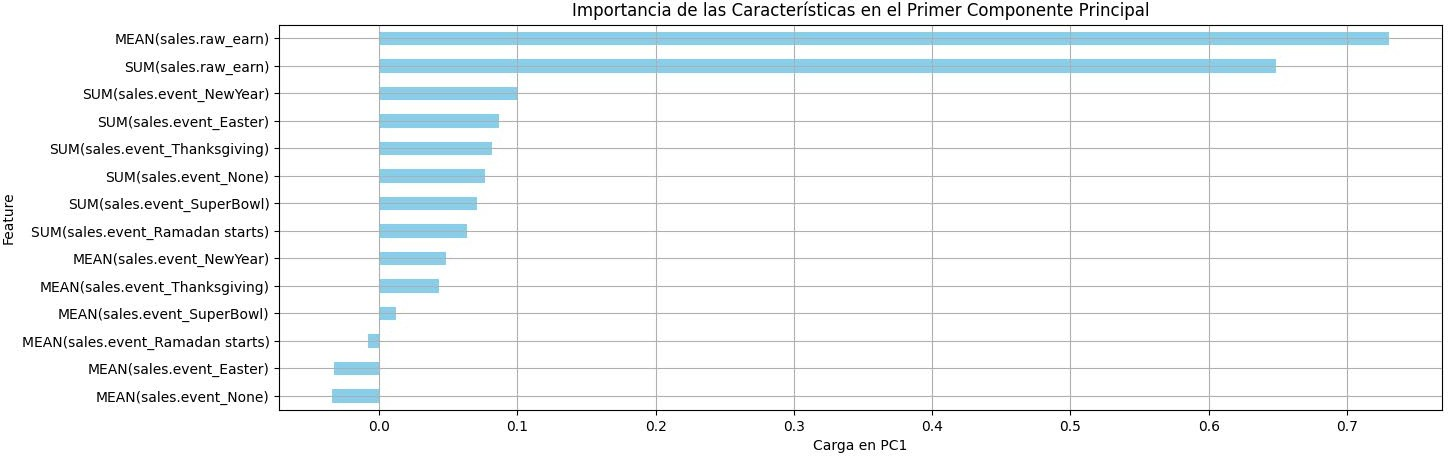 Importancia de las Características en el Primer Componente Principal
MEAN(sales.raw_earn)
SUM(sales.raw_earn)
SUM(sales.event_NewYear)
SUM(sales.event_Easter)
SUM(sales.event_Thanksgiving)
SUM(sales.event_None)
SUM(sales.event_SuperBowl)
SUM(sales.event_Ramadan starts)
MEAN(sales.event_NewYear)
MEAN(sales.event_Thanksgiving)
MEAN(sales.event_SuperBowl)
MEAN(sales.event_Ramadan starts)
MEAN(sales.event_Easter)
MEAN(sales.event_None)
Feature
0.0 0.1 0.2 0.3 0.4 0.5 0.6 0.7
Carga en PC1